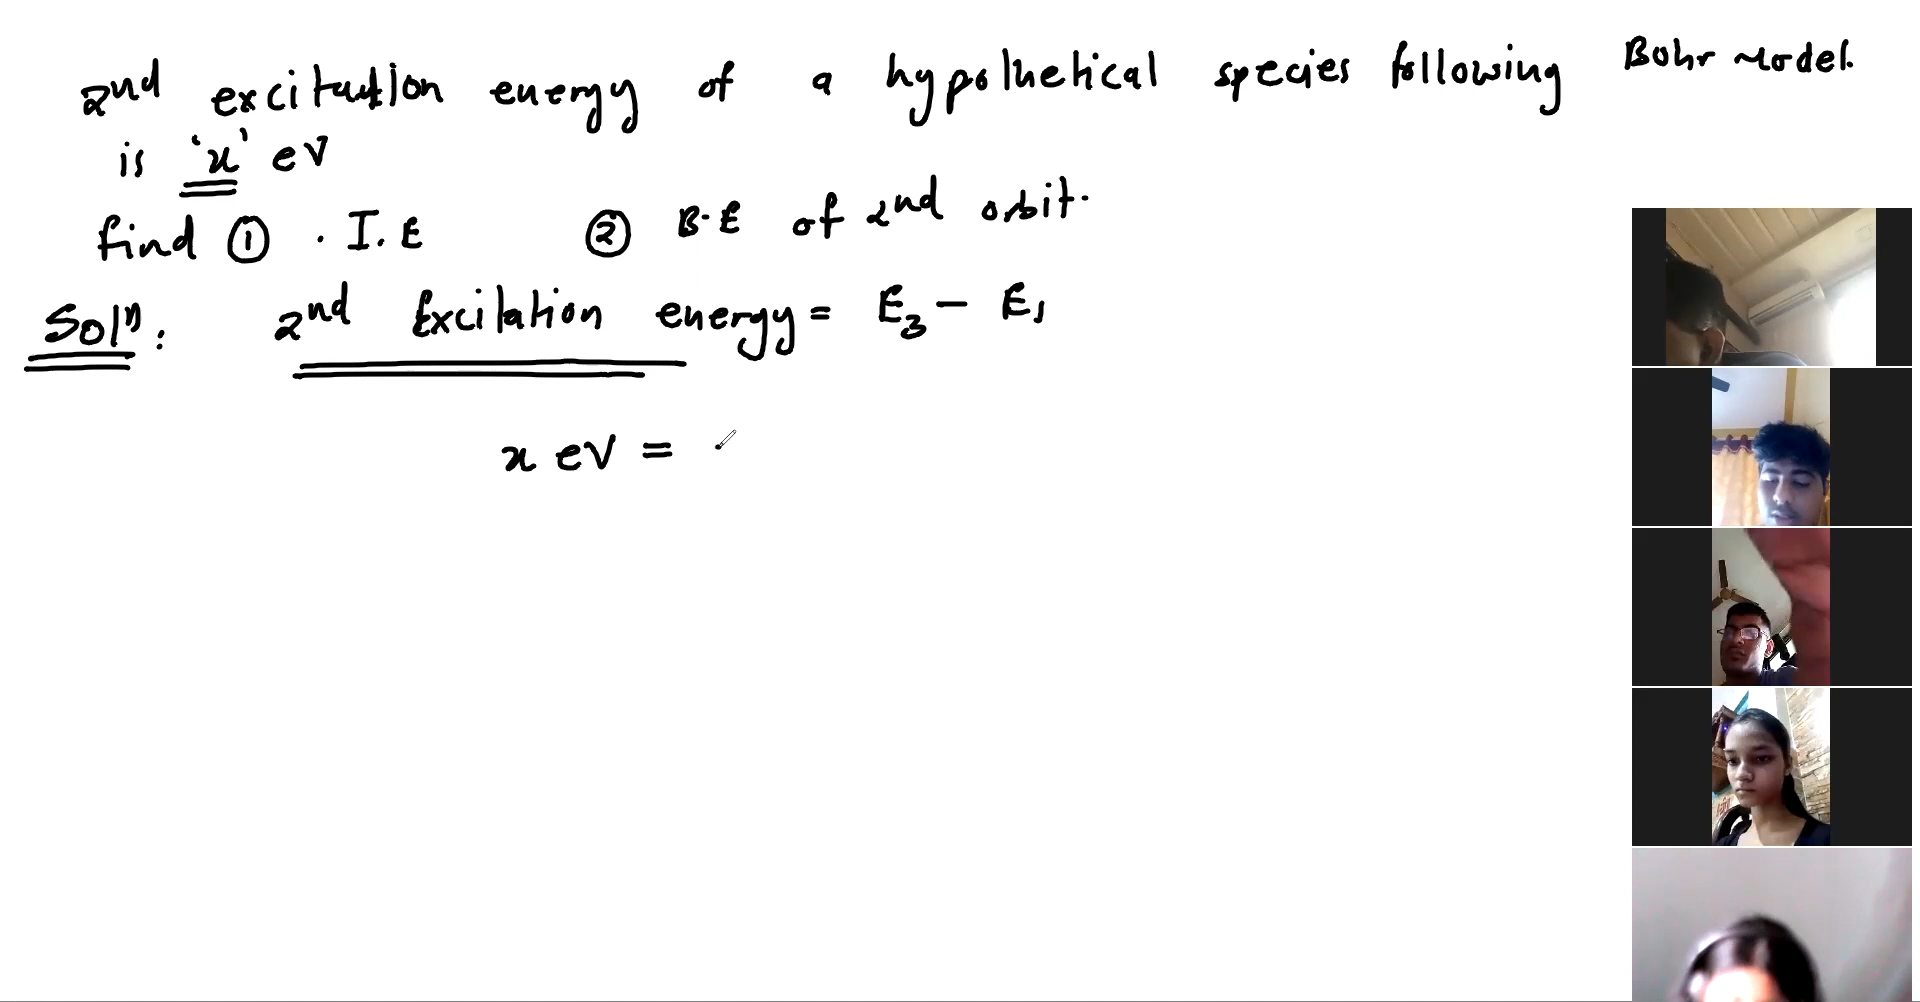 2nd excitation energy of a hypothetical species following Bohr Model.
is 'x' eV
find ① . I.E ② B.E of 2nd orbit.
Solⁿ: 2nd Excitation energy = E₃ - E₁
x eV =